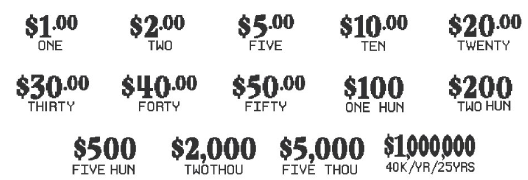 $1.00 $2.00 $5.00 $10.00 $20.00
ONE TWO FIVE TEN TWENTY
$30.00 $40.00 $50.00 $100 $200
THIRTY FORTY FIFTY ONE HUN TWO HUN
$500 $2,000 $5,000 $1,000,000
FIVE HUN TWOTHOU FIVE THOU 40K/YR/25YRS